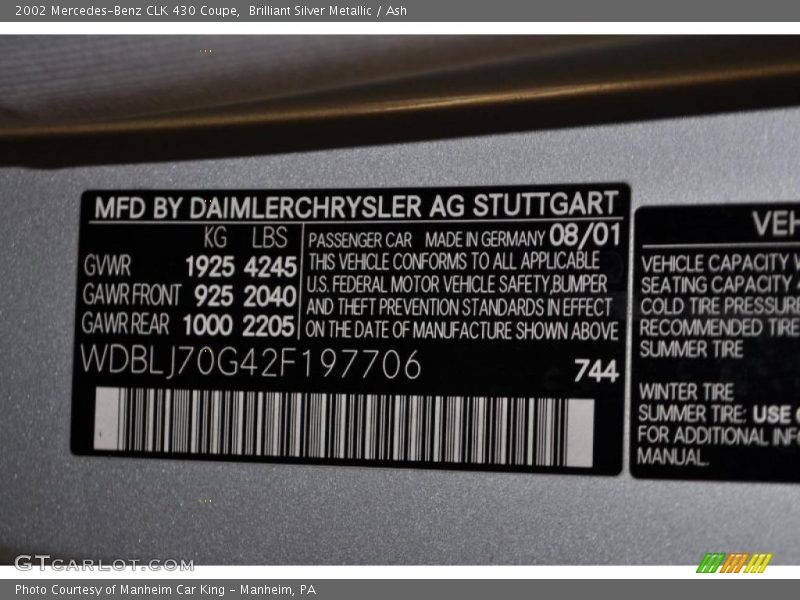 2002 Mercedes-Benz CLK 430 Coupe,  Brilliant Silver Metallic / Ash
MFD BY DAIMLERCHRYSLER AG STUTTGART
KG LBS
GVWR 1925 4245
GAWR FRONT 925 2040
GAWR REAR 1000 2205
PASSENGER CAR MADE IN GERMANY 08/01
THIS VEHICLE CONFORMS TO ALL APPLICABLE
U.S. FEDERAL MOTOR VEHICLE SAFETY,BUMPER
AND THEFT PREVENTION STANDARDS IN EFFECT
ON THE DATE OF MANUFACTURE SHOWN ABOVE
WDBLJ70G42F197706
744
VEHICLE CAPACITY
SEATING CAPACITY
COLD TIRE PRESSURE
RECOMMENDED TIRE
SUMMER TIRE
WINTER TIRE
SUMMER TIRE: USE
FOR ADDITIONAL
MANUAL.
GTCARLOT.COM
Photo Courtesy of Manheim Car King - Manheim, PA